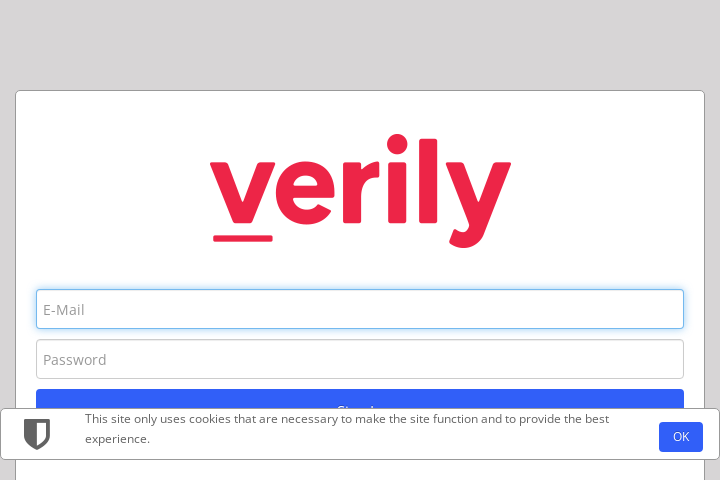 verily
E-Mail
Password
This site only uses cookies that are necessary to make the site function and to provide the best
experience.
OK